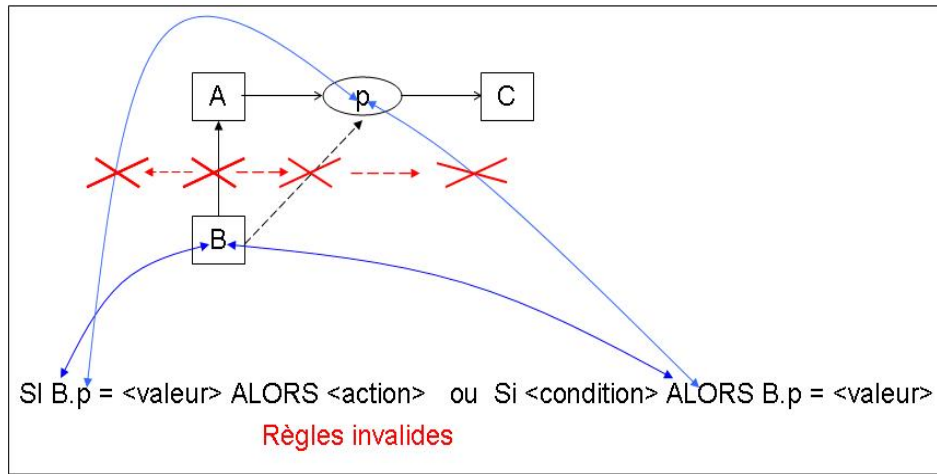 A
p
C
B
SI B.p = <valeur> ALORS <action> ou Si <condition> ALORS B.p = <valeur>
Règles invalides